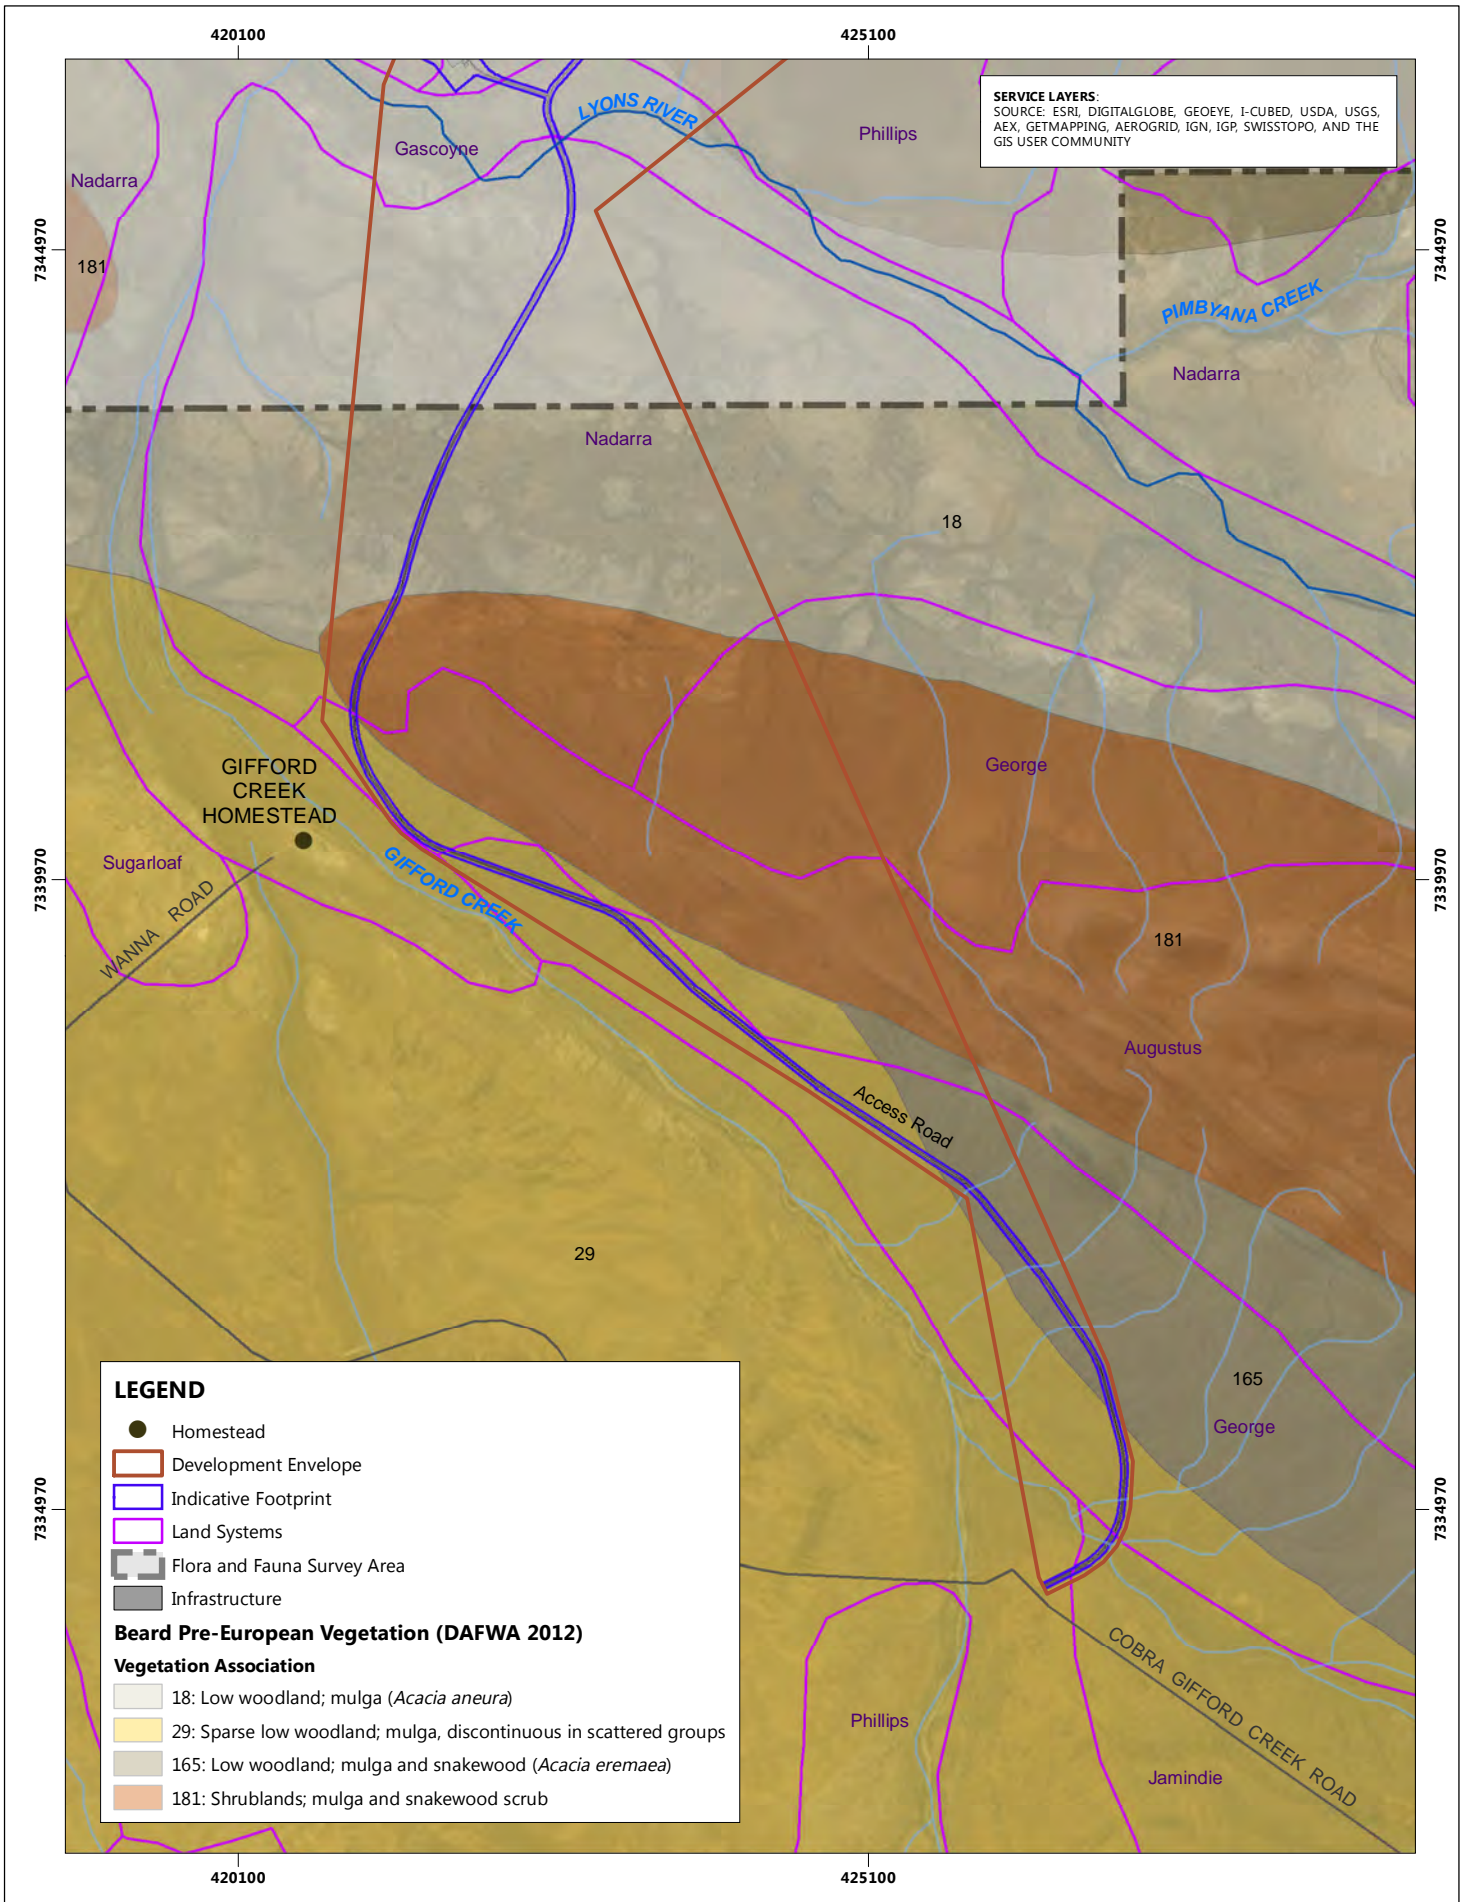 420100
425100
SERVICE LAYERS:
SOURCE: ESRI, DIGITALGLOBE, GEOEYE, I-CUBED, USDA, USGS,
AEX, GETMAPPING, AEROGRID, IGN, IGP, SWISSTOPO, AND THE
GIS USER COMMUNITY
LYONS RIVER
Phillips
Gascoyne
Nadarra
181
7344970
7344970
PIMBYANA CREEK
Nadarra
Nadarra
18
George
GIFFORD
CREEK
HOMESTEAD
Sugarloaf
WANNA ROAD
GIFFORD CREEK
7339970
7339970
181
Augustus
Access Road
29
165
George
7334970
7334970
COBRA GIFFORD CREEK ROAD
Phillips
Jamindie
LEGEND
Homestead
Development Envelope
Indicative Footprint
Land Systems
Flora and Fauna Survey Area
Infrastructure
Beard Pre-European Vegetation (DAFWA 2012)
Vegetation Association
18: Low woodland; mulga (Acacia aneura)
29: Sparse low woodland; mulga, discontinuous in scattered groups
165: Low woodland; mulga and snakewood (Acacia eremaea)
181: Shrublands; mulga and snakewood scrub
420100
425100